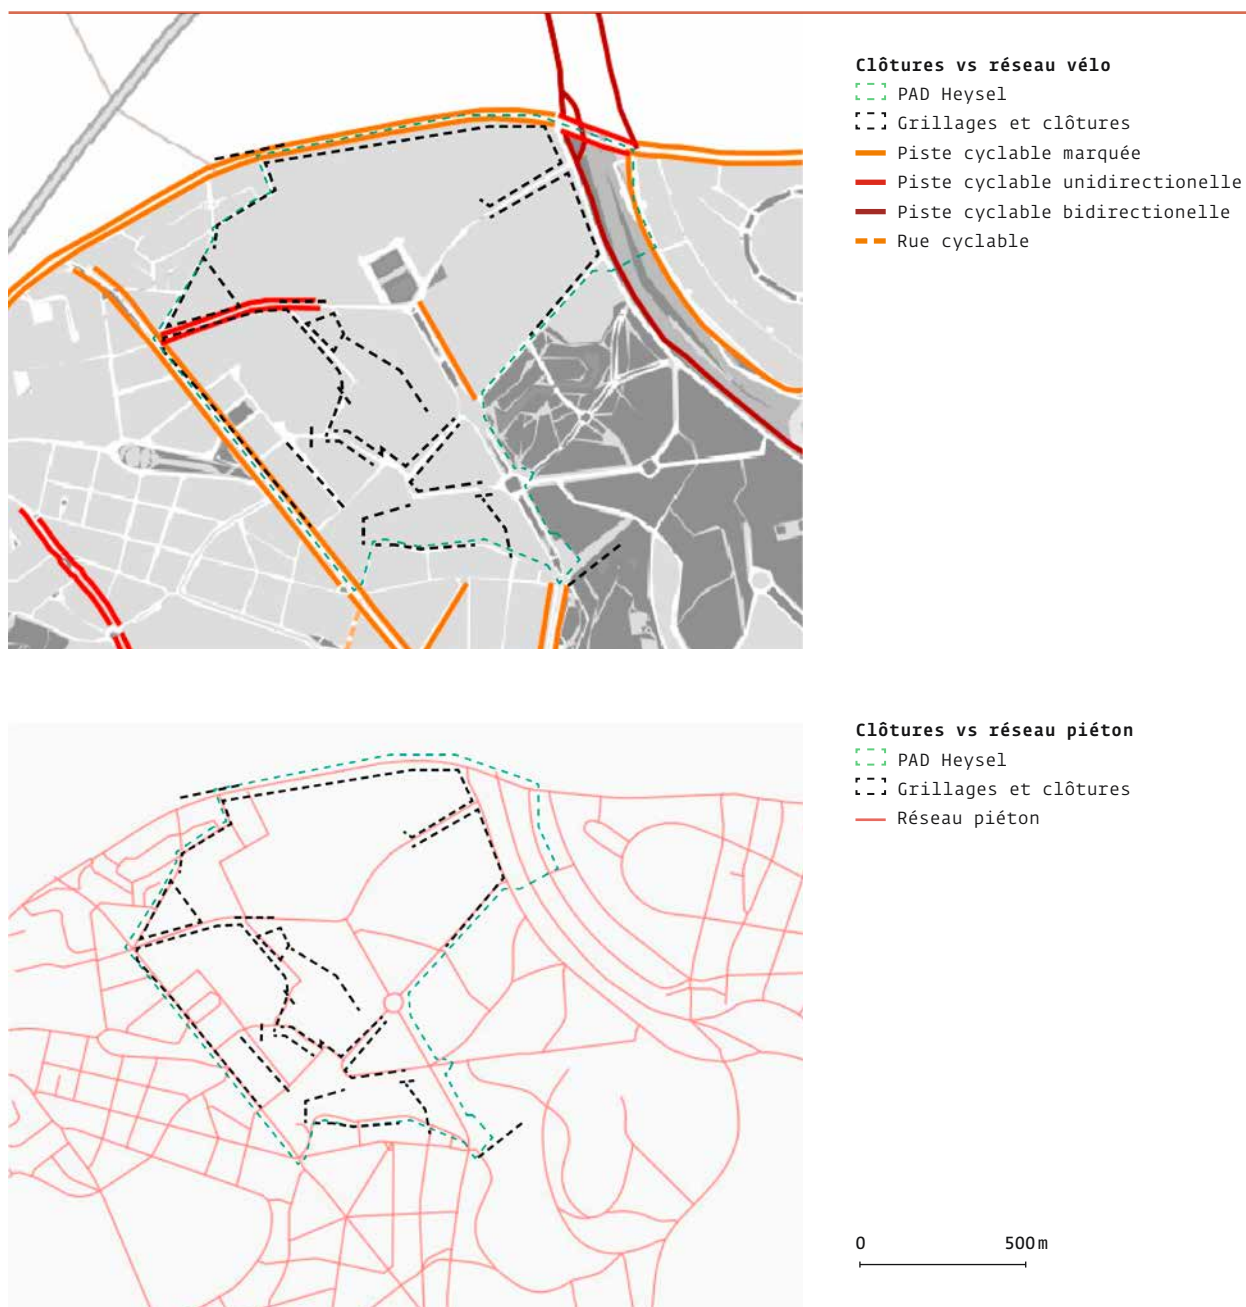 Clôtures vs réseau vélo
PAD Heysel
Grillages et clôtures
Piste cyclable marquée
Piste cyclable unidirectionelle
Piste cyclable bidirectionelle
Rue cyclable
Clôtures vs réseau piéton
PAD Heysel
Grillages et clôtures
Réseau piéton
0 500 m